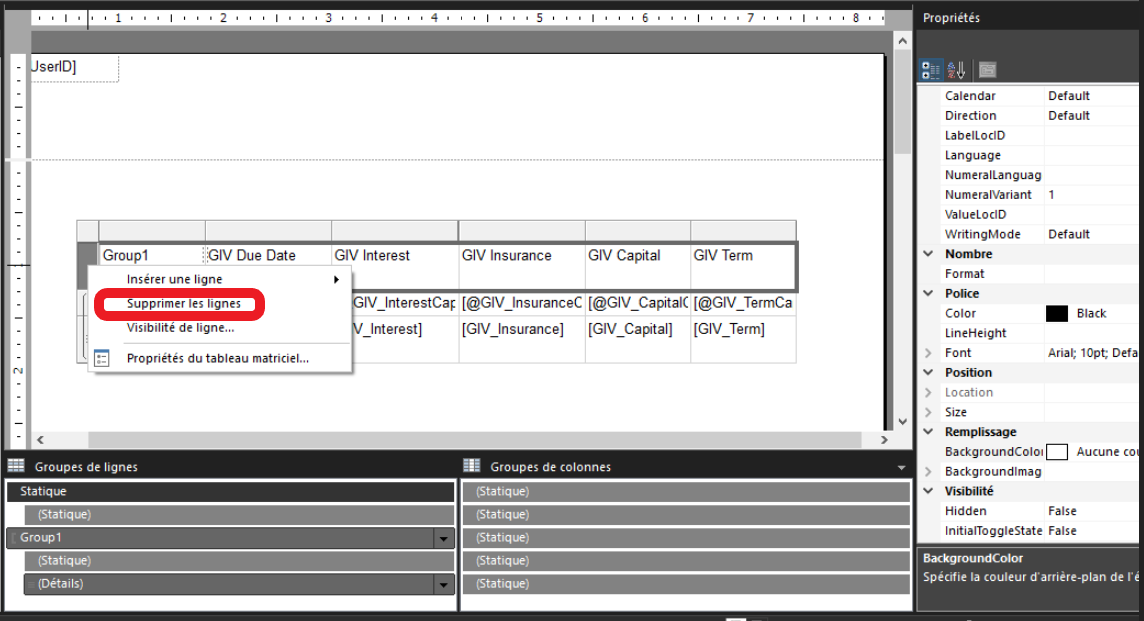 1 2 3 4 5 6 7 8
Propriétés
UserID]
Calendar Default
Direction Default
LabelLocID
Language
NumeralLanguag
NumeralVariant 1
ValueLocID
WritingMode Default
Nombre
Format
Police
Color Black
LineHeight
Font Arial; 10pt; Defa
Position
Location
Size
Remplissage
BackgroundColor Aucune cou
BackgroundImag
Visibilité
Hidden False
InitialToggleState False
Group1 GIV Due Date GIV Interest GIV Insurance GIV Capital GIV Term
Insérer une ligne
Supprimer les lignes
Visibilité de ligne...
Propriétés du tableau matriciel...
GIV_InterestCap [@GIV_InsuranceC [@GIV_CapitalC [@GIV_TermCa
V_Interest] [GIV_Insurance] [GIV_Capital] [GIV_Term]
2
Groupes de lignes
Groupes de colonnes
Statique
(Statique)
Group1
(Statique)
(Détails)
(Statique)
(Statique)
(Statique)
(Statique)
(Statique)
BackgroundColor
Spécifie la couleur d'arrière-plan de l'é